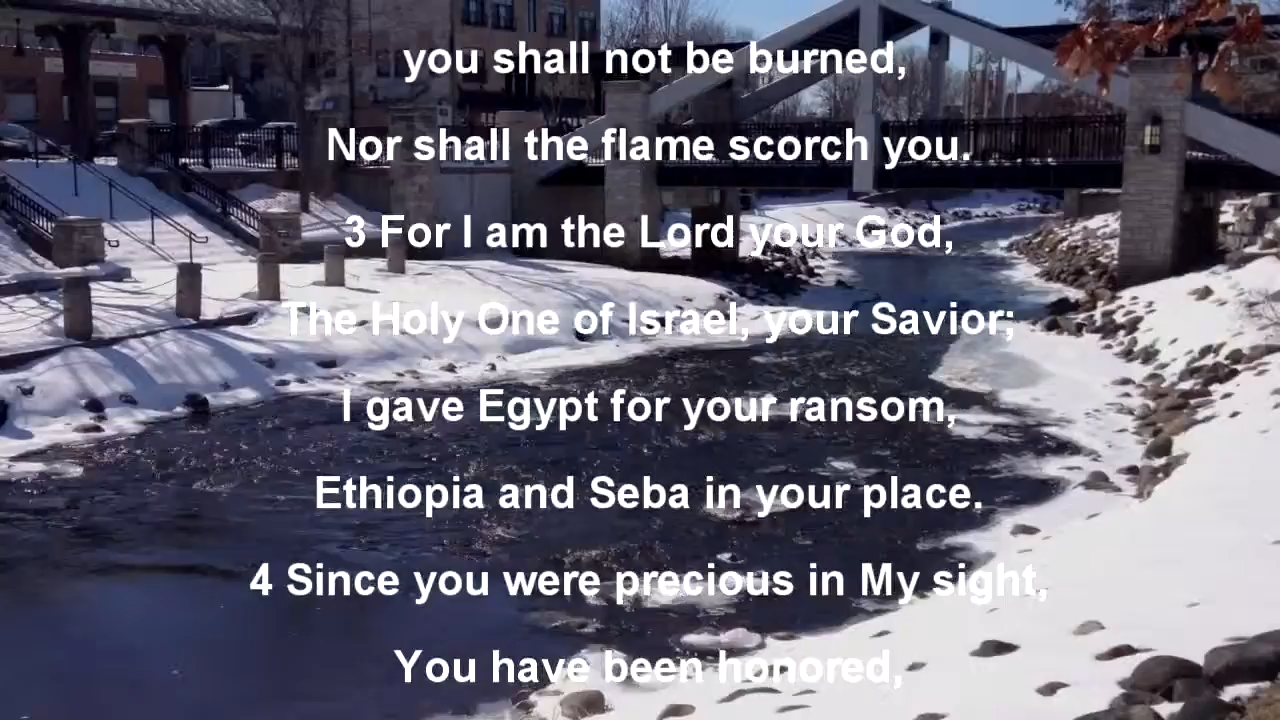 you shall not be burned,
Nor shall the flame scorch you.
3 For I am the Lord your God,
The Holy One of Israel, your Savior;
I gave Egypt for your ransom,
Ethiopia and Seba in your place.
4 Since you were precious in My sight,
You have been honored,